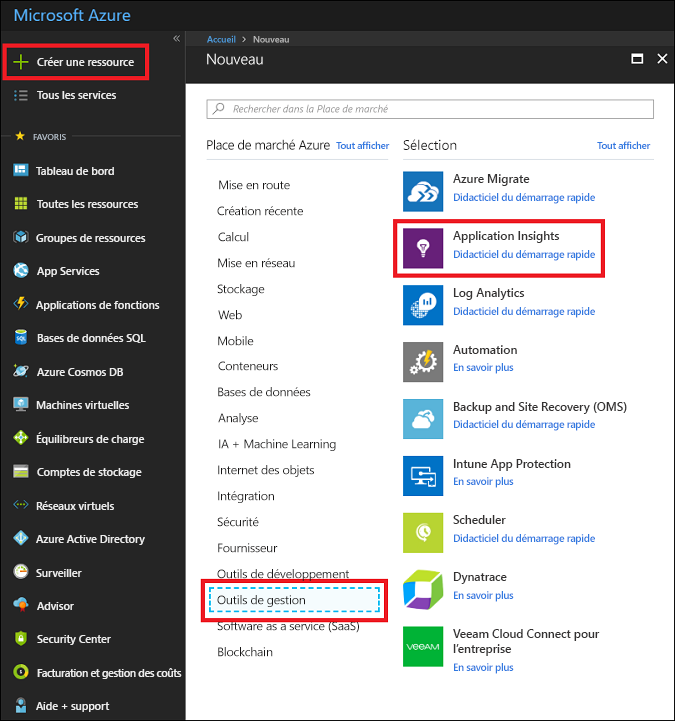 Microsoft Azure
«
Créer une ressource
Tous les services
FAVORIS
Tableau de bord
Toutes les ressources
Groupes de ressources
App Services
Applications de fonctions
Bases de données SQL
Azure Cosmos DB
Machines virtuelles
Équilibreurs de charge
Comptes de stockage
Réseaux virtuels
Azure Active Directory
Surveiller
Advisor
Security Center
Facturation et gestion des coûts
Aide + support
Accueil > Nouveau
Nouveau
Rechercher dans la Place de marché
Place de marché Azure Tout afficher
Mise en route
Création récente
Calcul
Mise en réseau
Stockage
Web
Mobile
Conteneurs
Bases de données
Analyse
IA + Machine Learning
Internet des objets
Intégration
Sécurité
Fournisseur
Outils de développement
Outils de gestion
Software as a service (SaaS)
Blockchain
Sélection Tout afficher
Azure Migrate
Didacticiel du démarrage rapide
Application Insights
Didacticiel du démarrage rapide
Log Analytics
Didacticiel du démarrage rapide
Automation
En savoir plus
Backup and Site Recovery (OMS)
Didacticiel du démarrage rapide
Intune App Protection
En savoir plus
Scheduler
Didacticiel du démarrage rapide
Dynatrace
En savoir plus
VEEAM
Veeam Cloud Connect pour
l'entreprise
En savoir plus